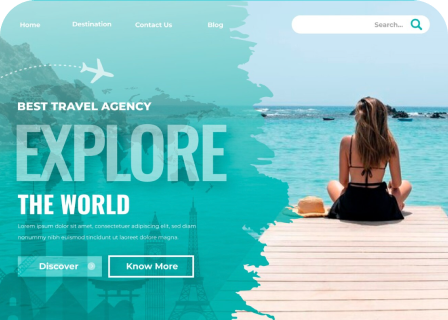 Home
Destination
Contact Us
Blog
Search...
BEST TRAVEL AGENCY
EXPLORE
THE WORLD
Lorem ipsum dolor sit amet, consectetuer adipiscing elit, sed diam
nonummy nibh euismod tincidunt ut laoreet dolore magna.
Discover
Know More